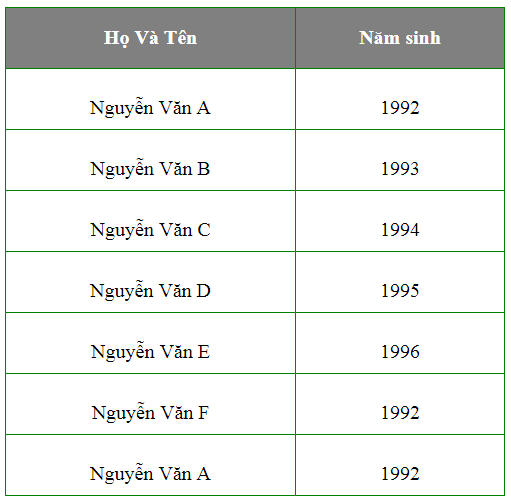 Họ Và Tên Năm sinh
Nguyễn Văn A 1992
Nguyễn Văn B 1993
Nguyễn Văn C 1994
Nguyễn Văn D 1995
Nguyễn Văn E 1996
Nguyễn Văn F 1992
Nguyễn Văn A 1992